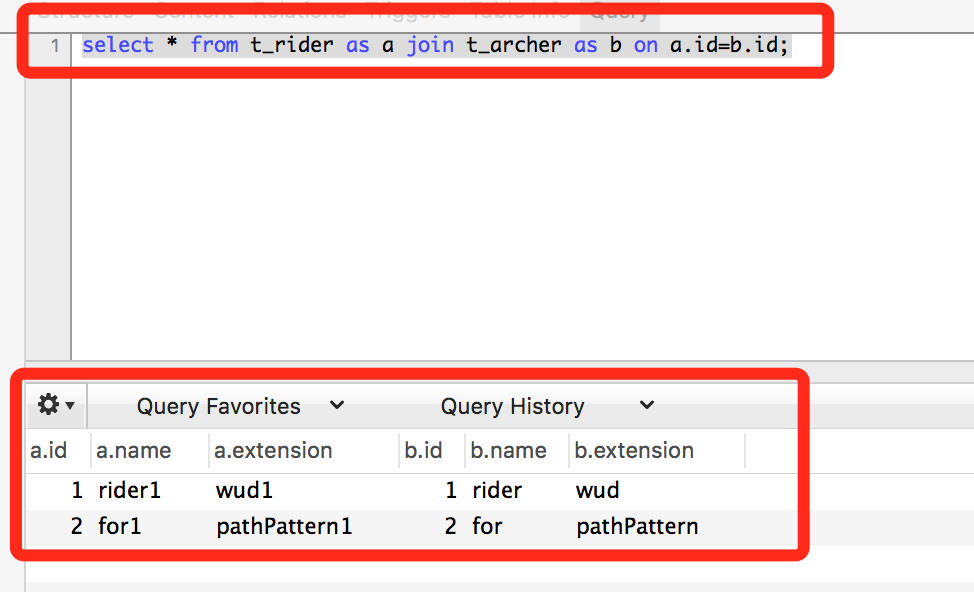 Structure Content Relations Triggers Table Info Query
1 select * from t_rider as a join t_archer as b on a.id=b.id;
Query Favorites Query History
a.id a.name a.extension b.id b.name b.extension
1 rider1 wud1 1 rider wud
2 for1 pathPattern1 2 for pathPattern